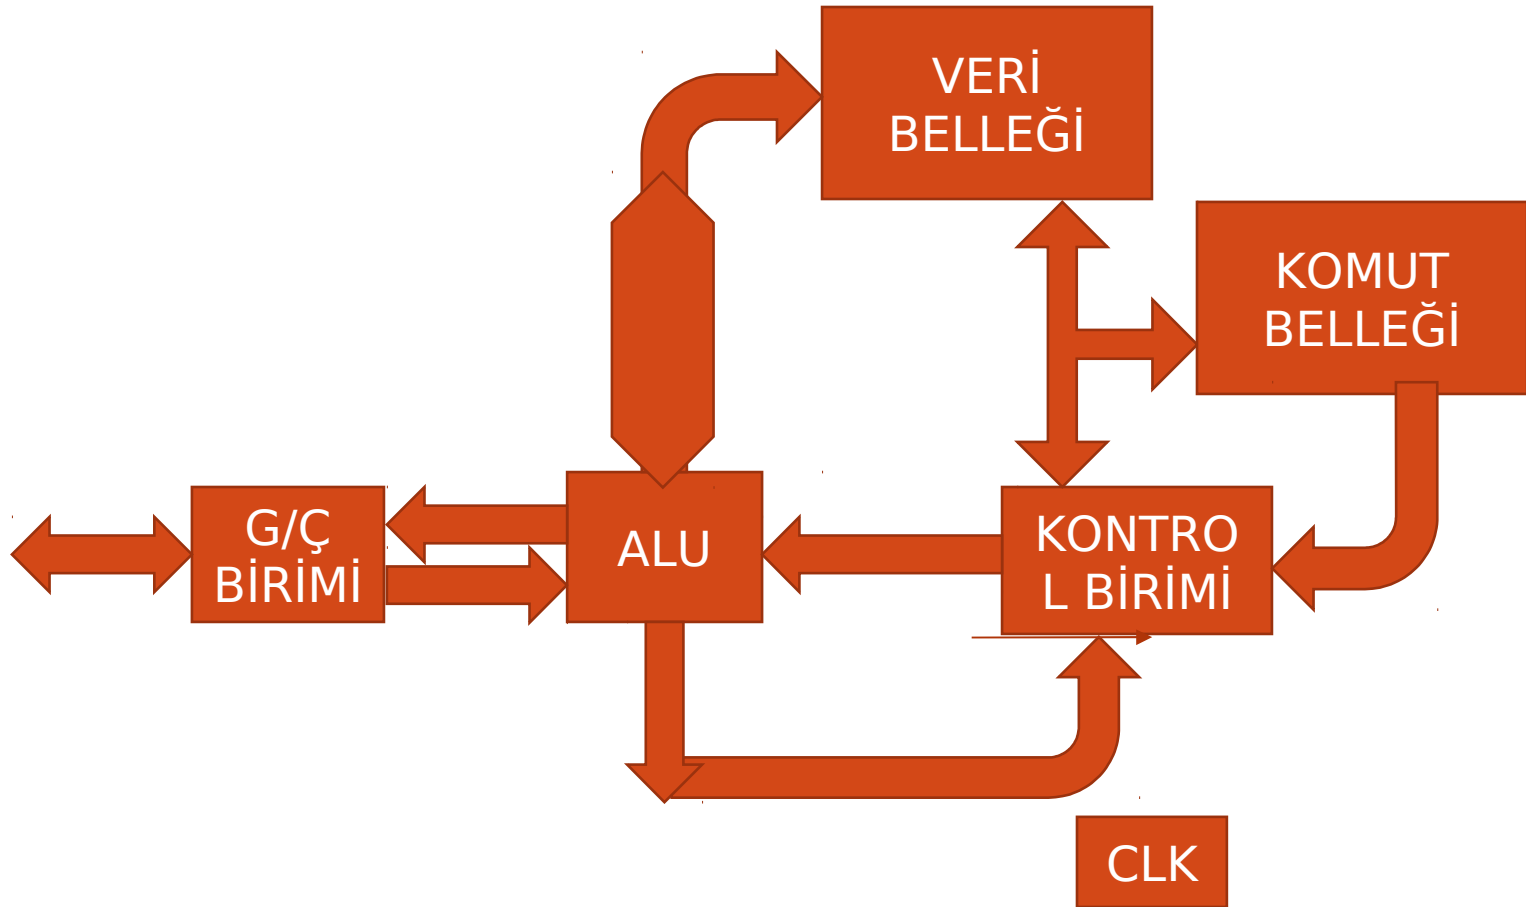 VERİ
BELLEĞİ
KOMUT
BELLEĞİ
G/Ç
BİRİMİ
ALU
KONTRO
L BİRİMİ
CLK